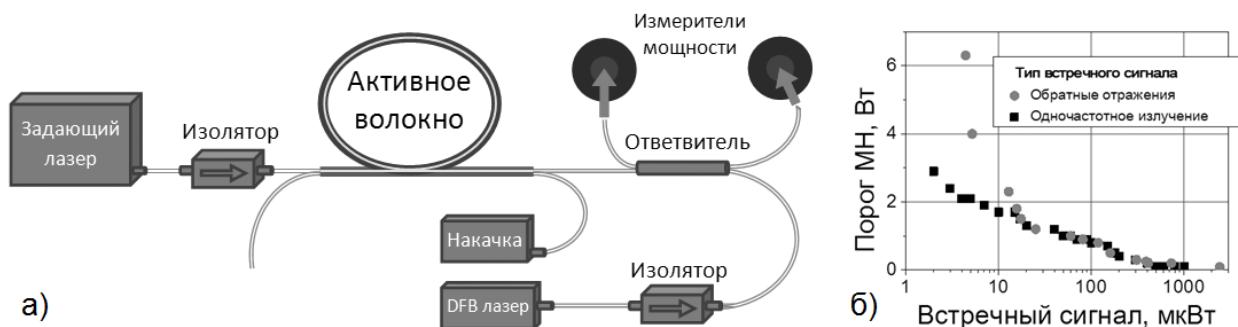 Задающий
лазер
Изолятор
Активное
волокно
Измерители
мощности
Ответвитель
Накачка
DFB лазер
Изолятор
а)
Порог МН, Вт
6
4
2
0
Тип встречного сигнала
Обратные отражения
Одночастотное излучение
1 10 100 1000
Встречный сигнал, мкВт
б)